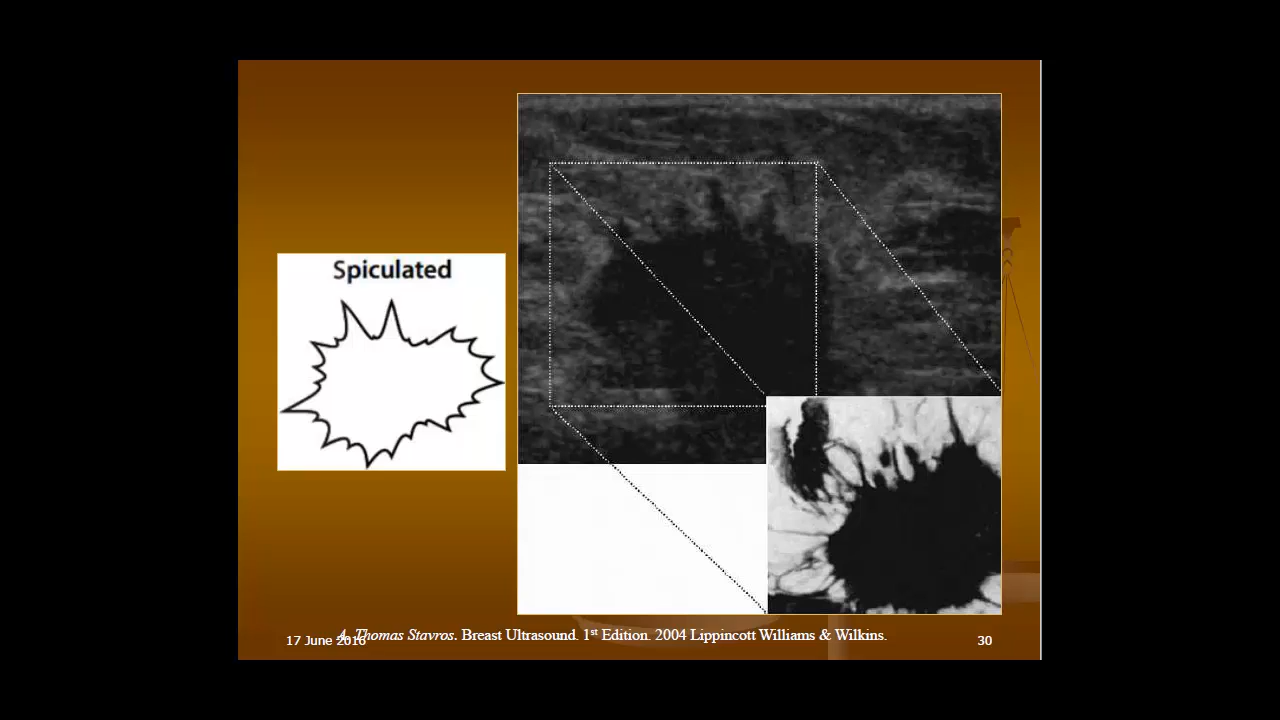 Spiculated
A. Thomas Stavros. Breast Ultrasound. 1st Edition. 2004 Lippincott Williams & Wilkins.
17 June 2016
30